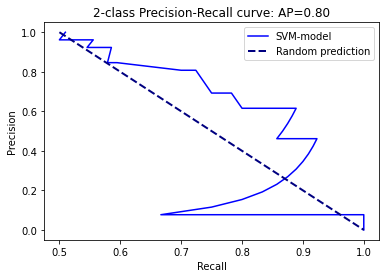 2-class Precision-Recall curve: AP=0.80
SVM-model
Random prediction
Precision
1.0
0.8
0.6
0.4
0.2
0.0
0.5
0.6
0.7
0.8
0.9
1.0
Recall